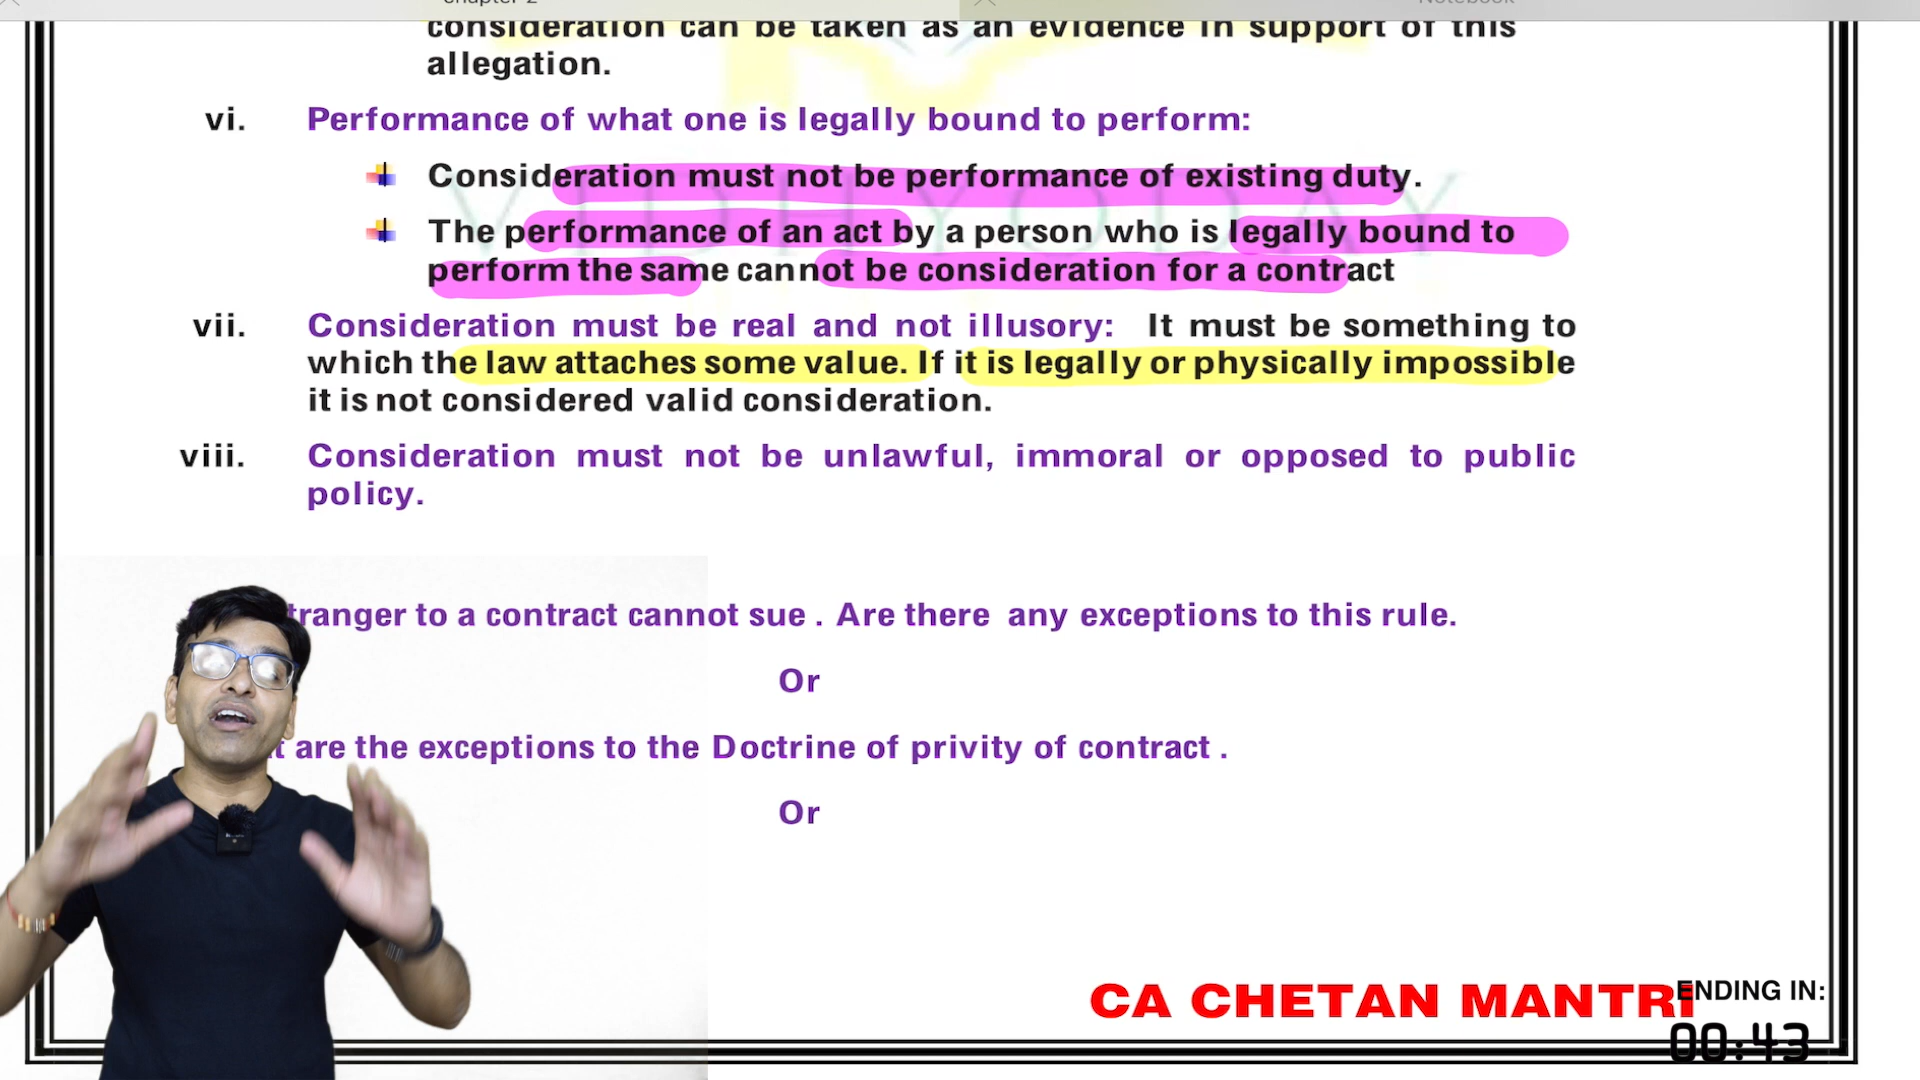 consideration can be taken as an evidence in support of this
allegation.
vi. Performance of what one is legally bound to perform:
Consideration must not be performance of existing duty.
The performance of an act by a person who is legally bound to
perform the same cannot be consideration for a contract
vii. Consideration must be real and not illusory: It must be something to
which the law attaches some value. If it is legally or physically impossible
it is not considered valid consideration.
viii. Consideration must not be unlawful, immoral or opposed to public
policy.
VIDHYODAY
to a contract cannot sue . Are there any exceptions to this rule.
Or
are the exceptions to the Doctrine of privity of contract .
Or
CA CHETAN MANTRI
ENDING IN:
00:43